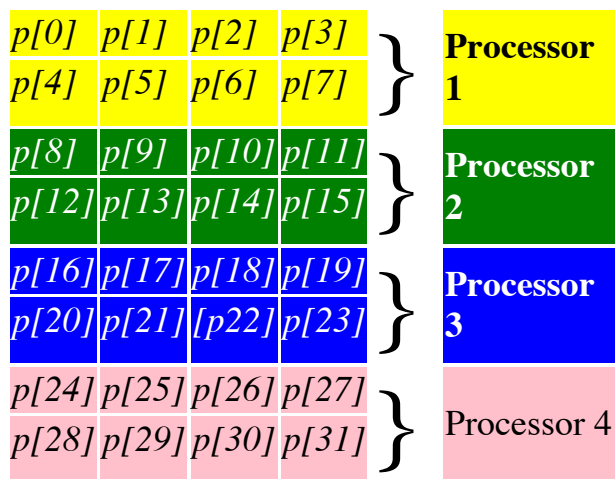 p[0] p[1] p[2] p[3]
p[4] p[5] p[6] p[7]
}
Processor
1
p[8] p[9] p[10] p[11]
p[12] p[13] p[14] p[15]
}
Processor
2
p[16] p[17] p[18] p[19]
p[20] p[21] [p22] p[23]
}
Processor
3
p[24] p[25] p[26] p[27]
p[28] p[29] p[30] p[31]
}
Processor 4